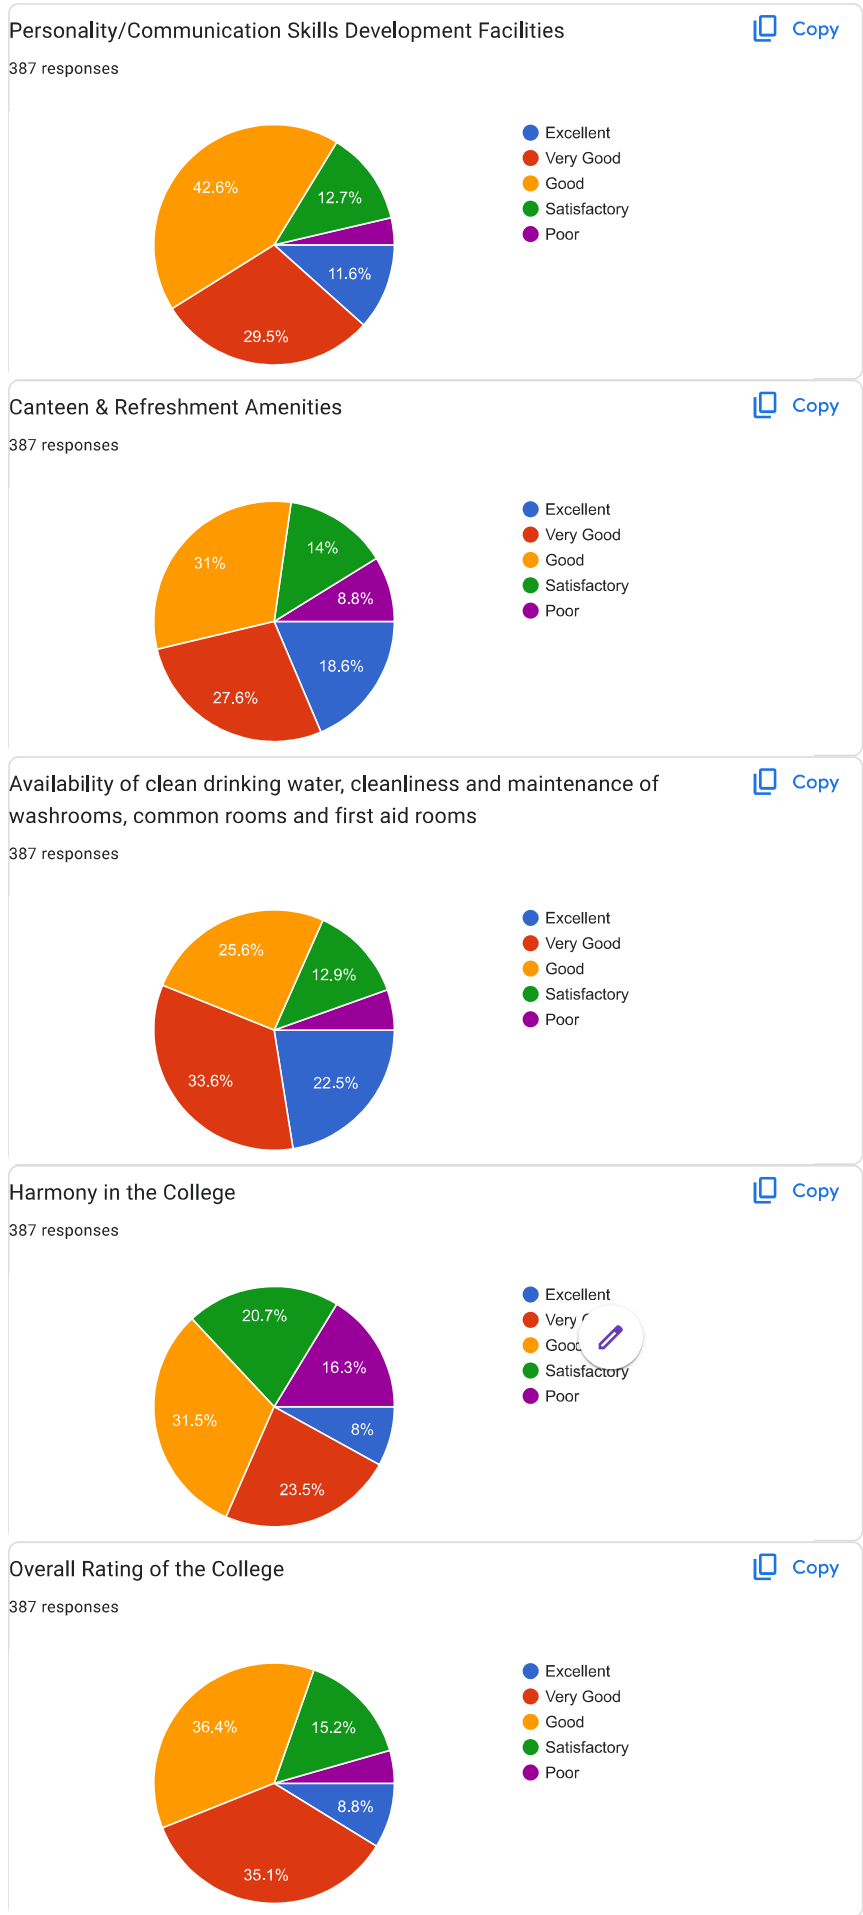 Personality/Communication Skills Development Facilities
Copy
387 responses
42.6%
12.7%
11.6%
29.5%
Excellent
Very Good
Good
Satisfactory
Poor
Canteen & Refreshment Amenities
Copy
387 responses
31%
14%
8.8%
18.6%
27.6%
Excellent
Very Good
Good
Satisfactory
Poor
Availability of clean drinking water, cleanliness and maintenance of
washrooms, common rooms and first aid rooms
Copy
387 responses
25.6%
12.9%
33.6%
22.5%
Excellent
Very Good
Good
Satisfactory
Poor
Harmony in the College
Copy
387 responses
20.7%
16.3%
31.5%
8%
23.5%
Excellent
Very
Satisfactory
Poor
Overall Rating of the College
Copy
387 responses
36.4%
15.2%
8.8%
35.1%
Excellent
Very Good
Good
Satisfactory
Poor